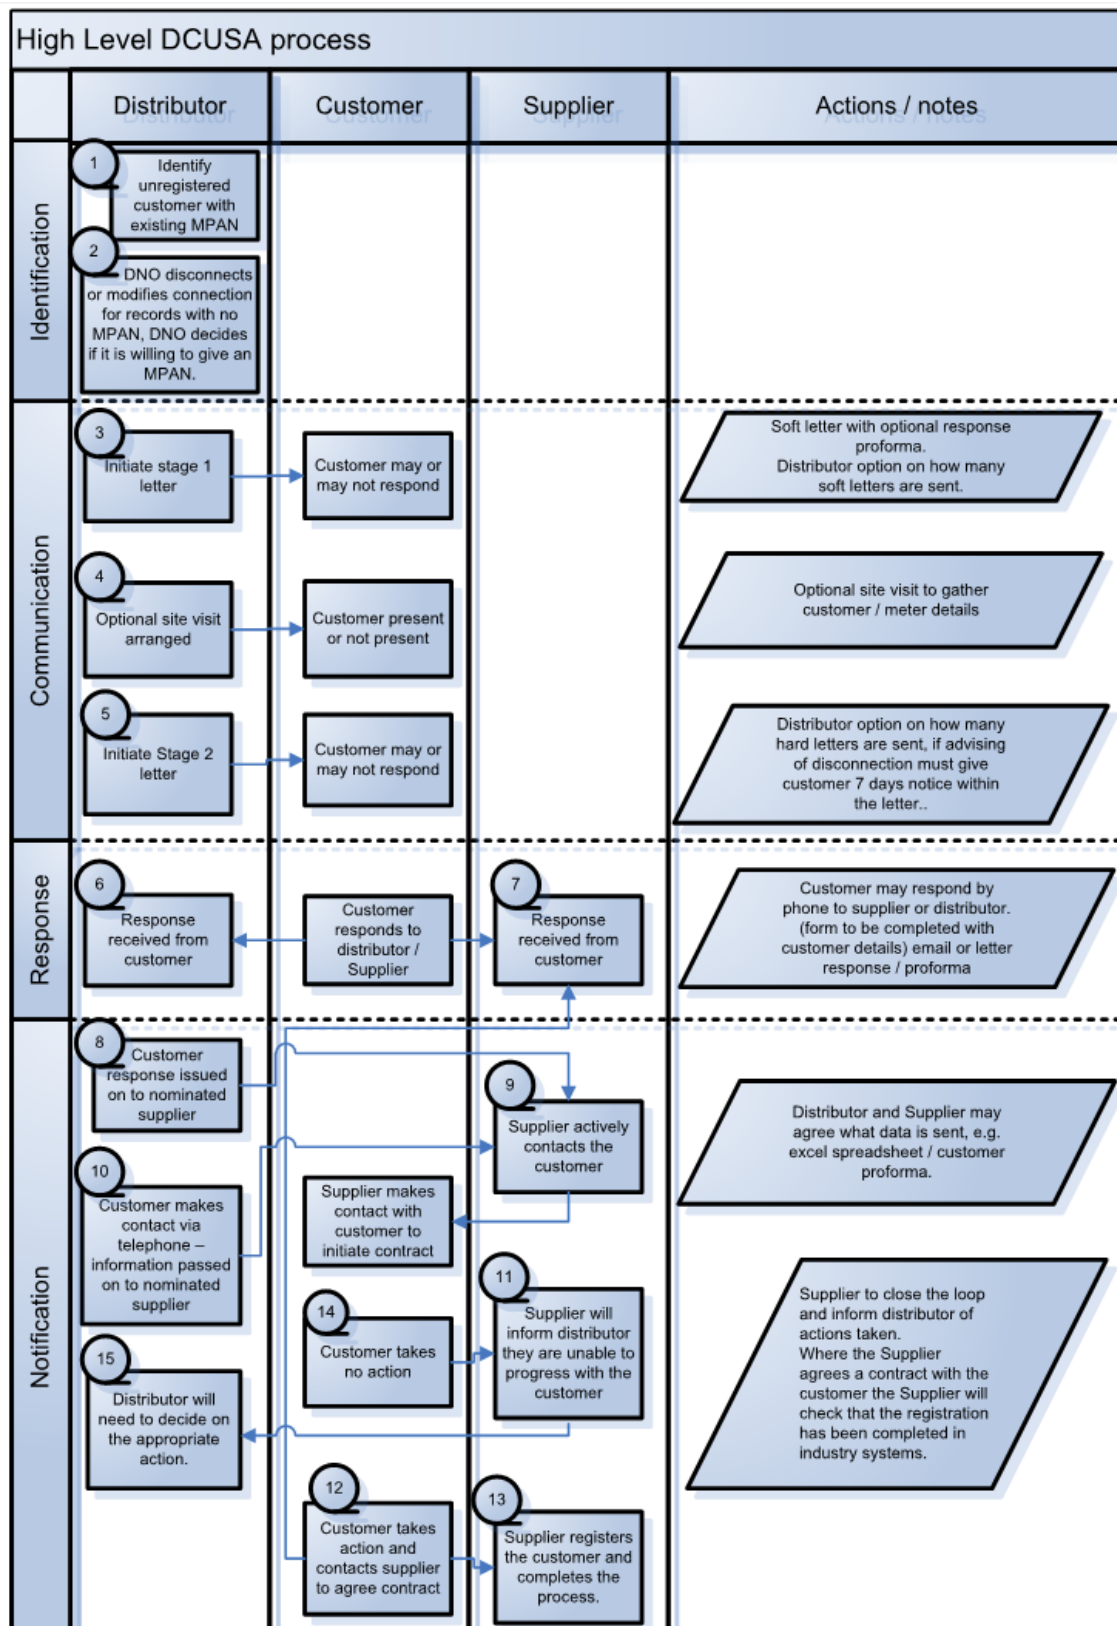 High Level DCUSA process
Distributor
Customer
Supplier
Actions / notes
Identification
1
Identify
unregistered
customer with
existing MPAN
2
DNO disconnects
or modifies connection
for records with no
MPAN, DNO decides
if it is willing to give an
MPAN.
Communication
3
Initiate stage 1
letter
Customer may or
may not respond
Soft letter with optional response
proforma.
Distributor option on how many
soft letters are sent.
4
Optional site visit
arranged
Customer present
or not present
Optional site visit to gather
customer / meter details
5
Initiate Stage 2
letter
Customer may or
may not respond
Distributor option on how many
hard letters are sent, if advising
of disconnection must give
customer 7 days notice within
the letter..
Response
6
Response
received from
customer
Customer
responds to
distributor /
Supplier
7
Response
received from
customer
Customer may respond by
phone to supplier or distributor.
(form to be completed with
customer details) email or letter
response / proforma
Notification
8
Customer
response issued
on to nominated
supplier
9
Supplier actively
contacts the
customer
Distributor and Supplier may
agree what data is sent, e.g.
excel spreadsheet / customer
proforma.
10
Customer makes
contact via
telephone –
information passed
on to nominated
supplier
Supplier makes
contact with
customer to
initiate contract
11
Supplier will
inform distributor
they are unable to
progress with the
customer
Supplier to close the loop
and inform distributor of
actions taken.
Where the Supplier
agrees a contract with the
customer the Supplier will
check that the registration
has been completed in
industry systems.
14
Customer takes
no action
15
Distributor will
need to decide on
the appropriate
action.
12
Customer takes
action and
contacts supplier
to agree contract
13
Supplier registers
the customer and
completes the
process.